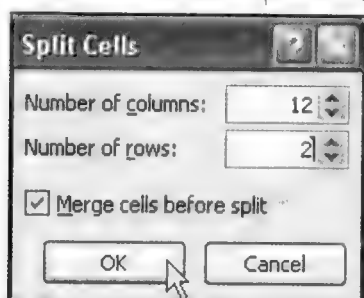 Split Cells ?
Number of columns: 12
Number of rows: 2
Merge cells before split
OK Cancel